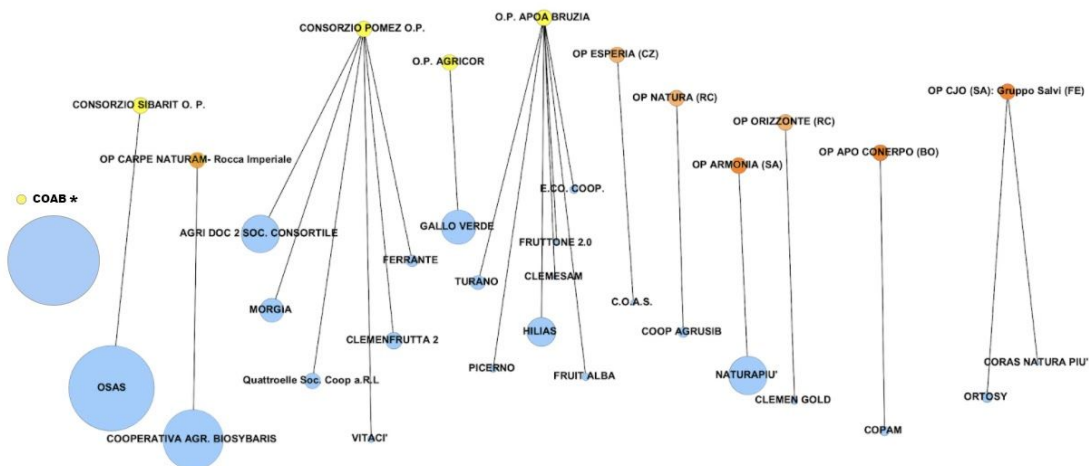 CONSORZIO POMEZ O.P.
O.P. APOA BRUZIA
OP ESPERIA (CZ)
O.P. AGRICOR
OP NATURA (RC)
OP CJO (SA): Gruppo Salvi (FE)
CONSORZIO SIBARIT O. P.
OP ORIZZONTE (RC)
OP CARPE NATURAM- Rocca Imperiale
OP ARMONIA (SA)
OP APO CONERPO (BO)
COAB *
E.CO. COOP.
AGRI DOC 2 SOC. CONSORTILE
GALLO VERDE
FRUTTONE 2.0
FERRANTE
TURANO
CLEMESAM
C.O.A.S.
MORGIA
HILIAS
COOP AGRUSIB
CLEMENFRUTTA 2
CORAS NATURA PIU'
PICERNO
FRUIT ALBA
NATURAPIU'
Quattroelle Soc. Coop a.R.L
OSAS
CLEMEN GOLD
ORTOSY
COPAM
COOPERATIVA AGR. BIOSYBARIS
VITACI'